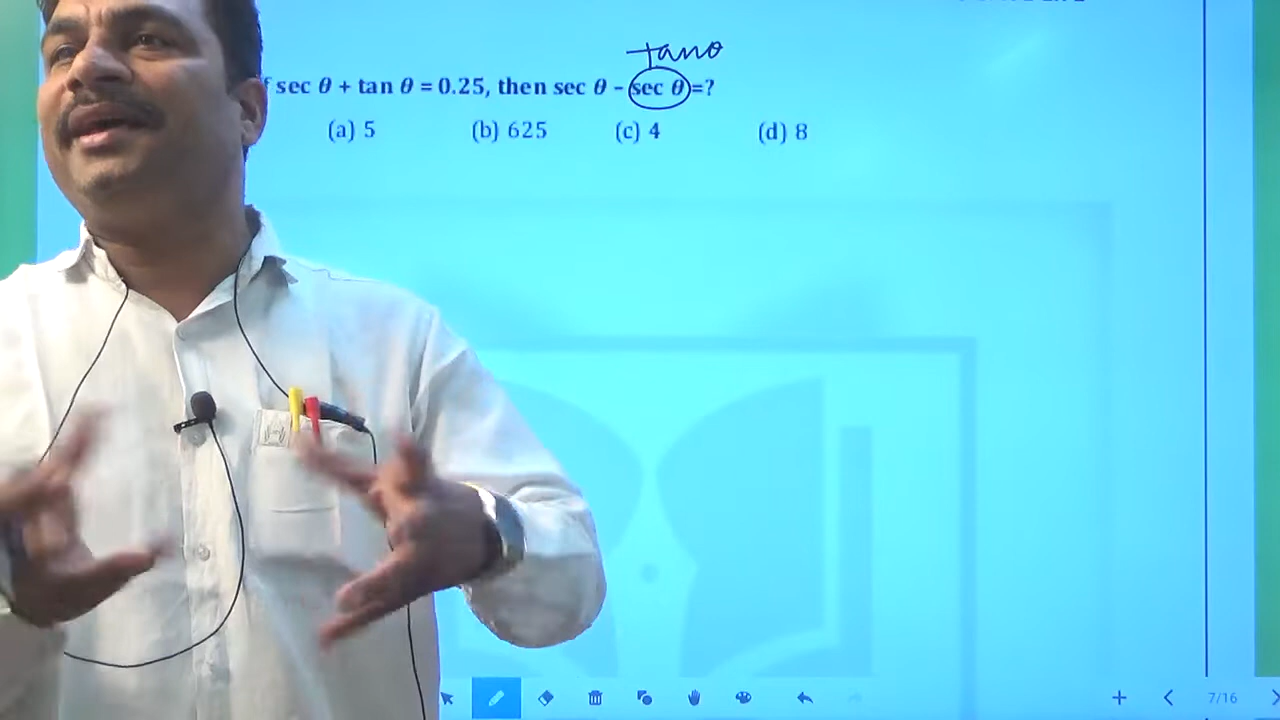 tanθ
f sec θ + tan θ = 0.25, then sec θ - sec θ =?
(a) 5 (b) 625 (c) 4 (d) 8
7/16